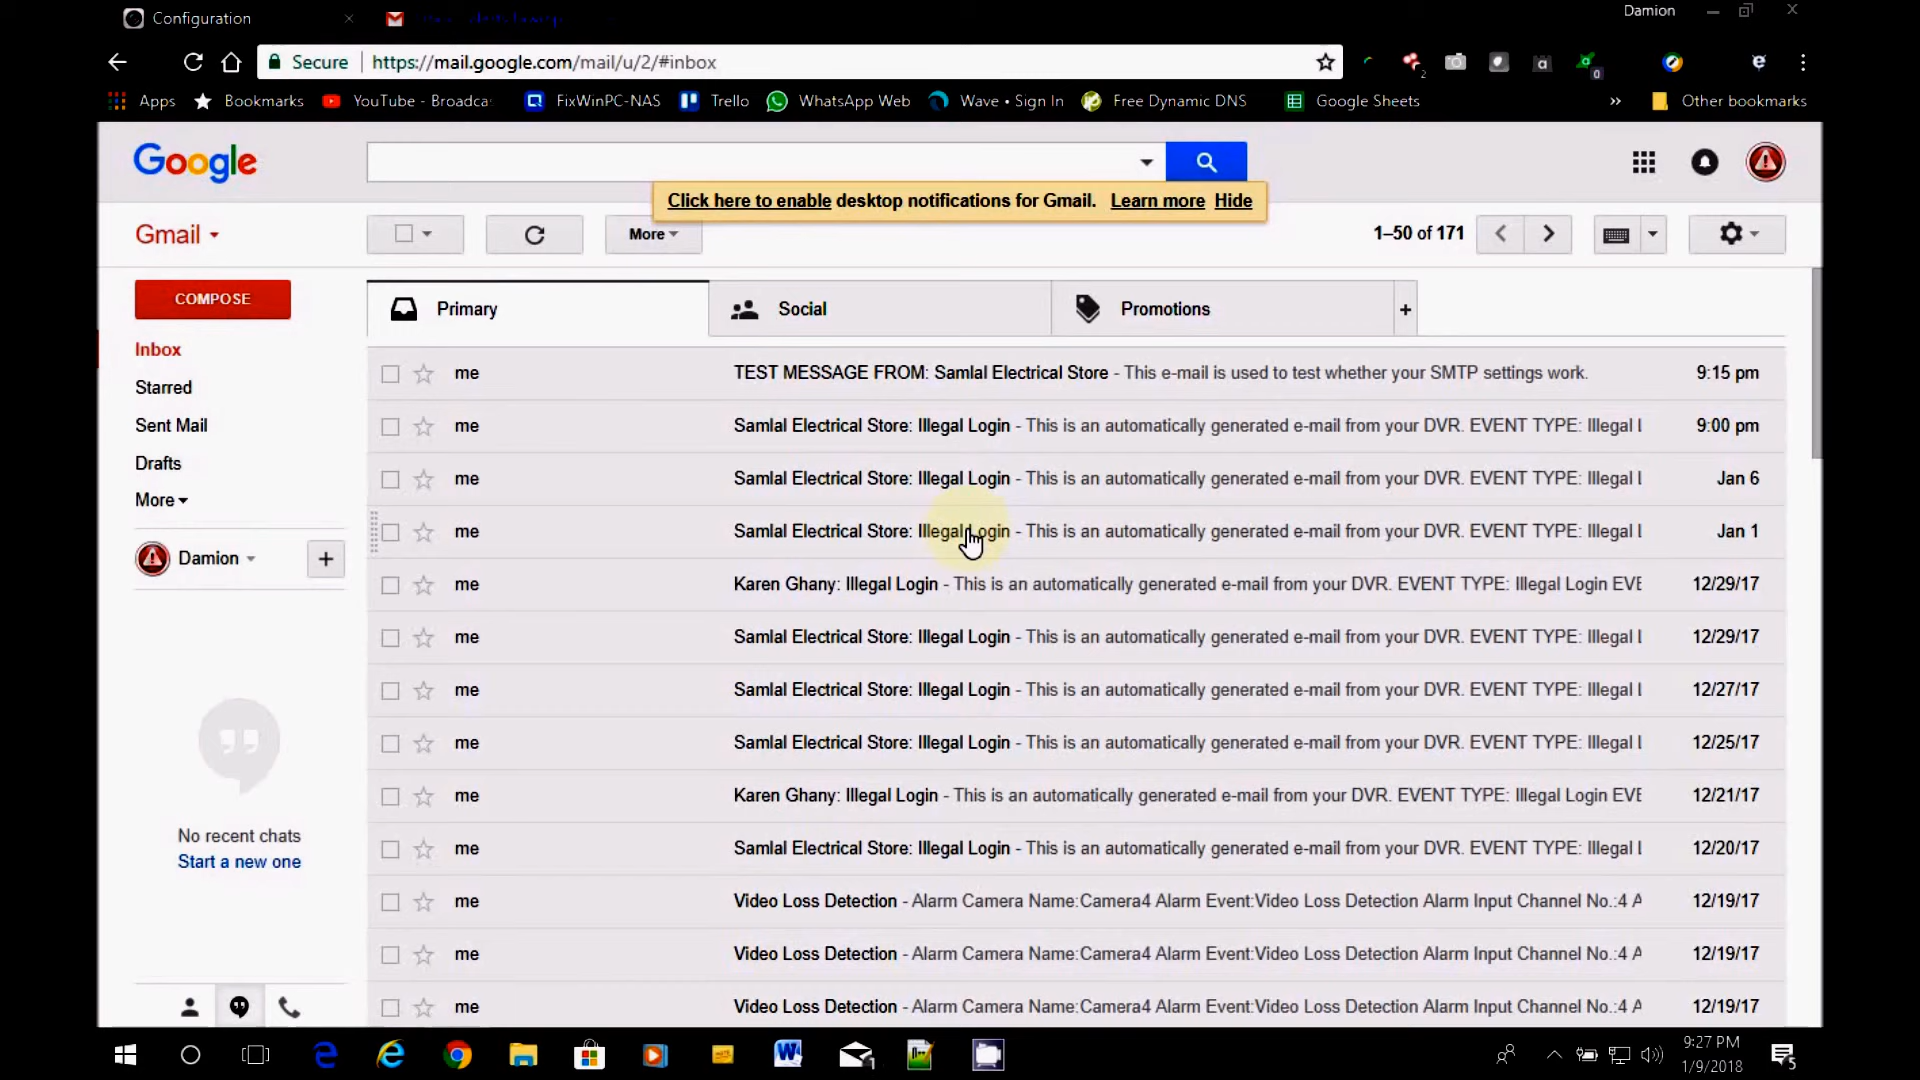 Configuration
Damion
Secure https://mail.google.com/mail/u/2/#inbox
2
0
Apps Bookmarks YouTube - Broadca FixWinPC-NAS Trello WhatsApp Web Wave • Sign In Free Dynamic DNS Google Sheets » Other bookmarks
Google
Click here to enable desktop notifications for Gmail. Learn more Hide
Gmail More 1–50 of 171
COMPOSE
Primary Social Promotions +
Inbox
Starred
Sent Mail
Drafts
More
Damion +
No recent chats
Start a new one
me TEST MESSAGE FROM: Samlal Electrical Store - This e-mail is used to test whether your SMTP settings work. 9:15 pm
me Samlal Electrical Store: Illegal Login - This is an automatically generated e-mail from your DVR. EVENT TYPE: Illegal L 9:00 pm
me Samlal Electrical Store: Illegal Login - This is an automatically generated e-mail from your DVR. EVENT TYPE: Illegal L Jan 6
me Samlal Electrical Store: Illegal Login - This is an automatically generated e-mail from your DVR. EVENT TYPE: Illegal L Jan 1
me Karen Ghany: Illegal Login - This is an automatically generated e-mail from your DVR. EVENT TYPE: Illegal Login EVE 12/29/17
me Samlal Electrical Store: Illegal Login - This is an automatically generated e-mail from your DVR. EVENT TYPE: Illegal L 12/29/17
me Samlal Electrical Store: Illegal Login - This is an automatically generated e-mail from your DVR. EVENT TYPE: Illegal L 12/27/17
me Samlal Electrical Store: Illegal Login - This is an automatically generated e-mail from your DVR. EVENT TYPE: Illegal L 12/25/17
me Karen Ghany: Illegal Login - This is an automatically generated e-mail from your DVR. EVENT TYPE: Illegal Login EVE 12/21/17
me Samlal Electrical Store: Illegal Login - This is an automatically generated e-mail from your DVR. EVENT TYPE: Illegal L 12/20/17
me Video Loss Detection - Alarm Camera Name:Camera4 Alarm Event:Video Loss Detection Alarm Input Channel No.:4 A 12/19/17
me Video Loss Detection - Alarm Camera Name:Camera4 Alarm Event:Video Loss Detection Alarm Input Channel No.:4 A 12/19/17
me Video Loss Detection - Alarm Camera Name:Camera4 Alarm Event:Video Loss Detection Alarm Input Channel No.:4 A 12/19/17
9:27 PM
1/9/2018